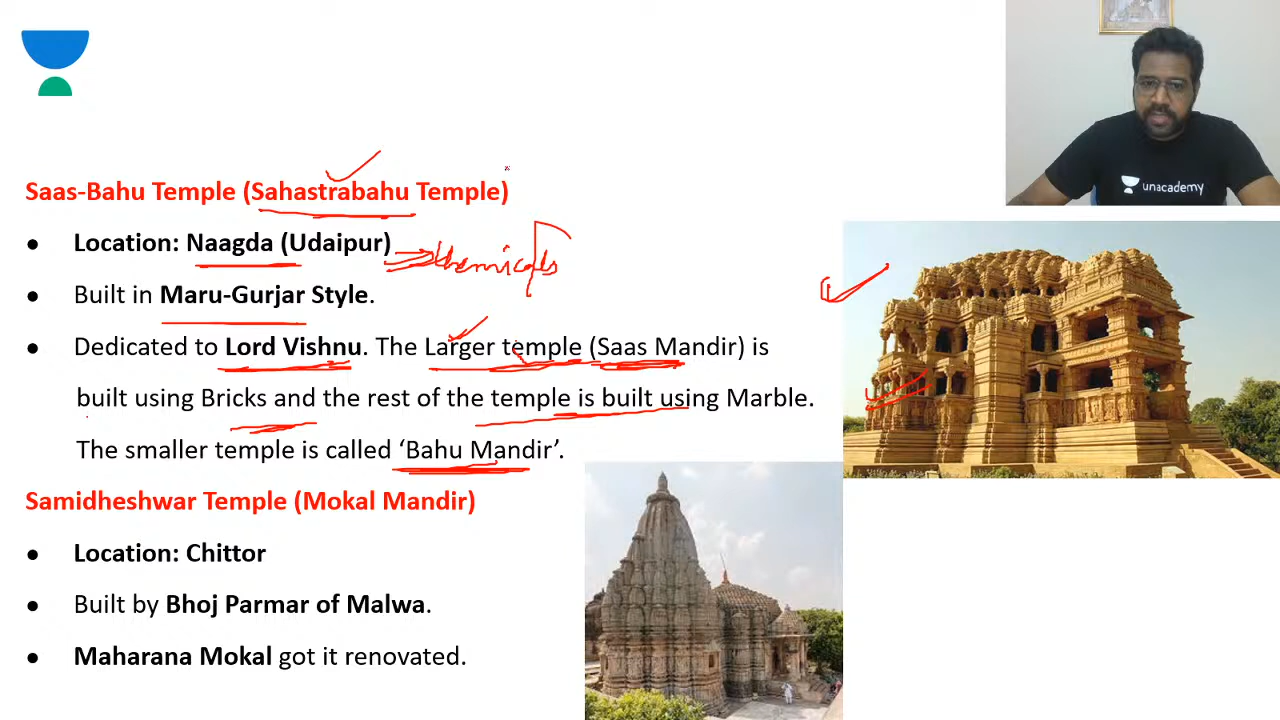 unacademy
Saas-Bahu Temple (Sahastrabahu Temple)
● Location: Naagda (Udaipur)
chemicals
● Built in Maru-Gurjar Style.
● Dedicated to Lord Vishnu. The Larger temple (Saas Mandir) is
built using Bricks and the rest of the temple is built using Marble.
The smaller temple is called ‘Bahu Mandir’.
Samidheshwar Temple (Mokal Mandir)
● Location: Chittor
● Built by Bhoj Parmar of Malwa.
● Maharana Mokal got it renovated.